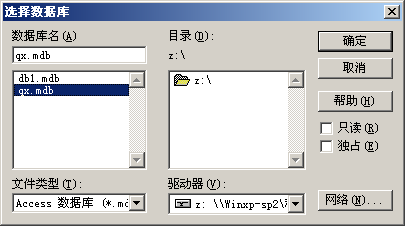 选择数据库
数据库名(A)
qx.mdb
db1.mdb
qx.mdb
文件类型(T):
Access 数据库 (*.md
目录(D):
z:\
z:\
驱动器(V):
z: \\Winxp-sp2\
确定
取消
帮助(H)
只读(R)
独占(E)
网络(N)...